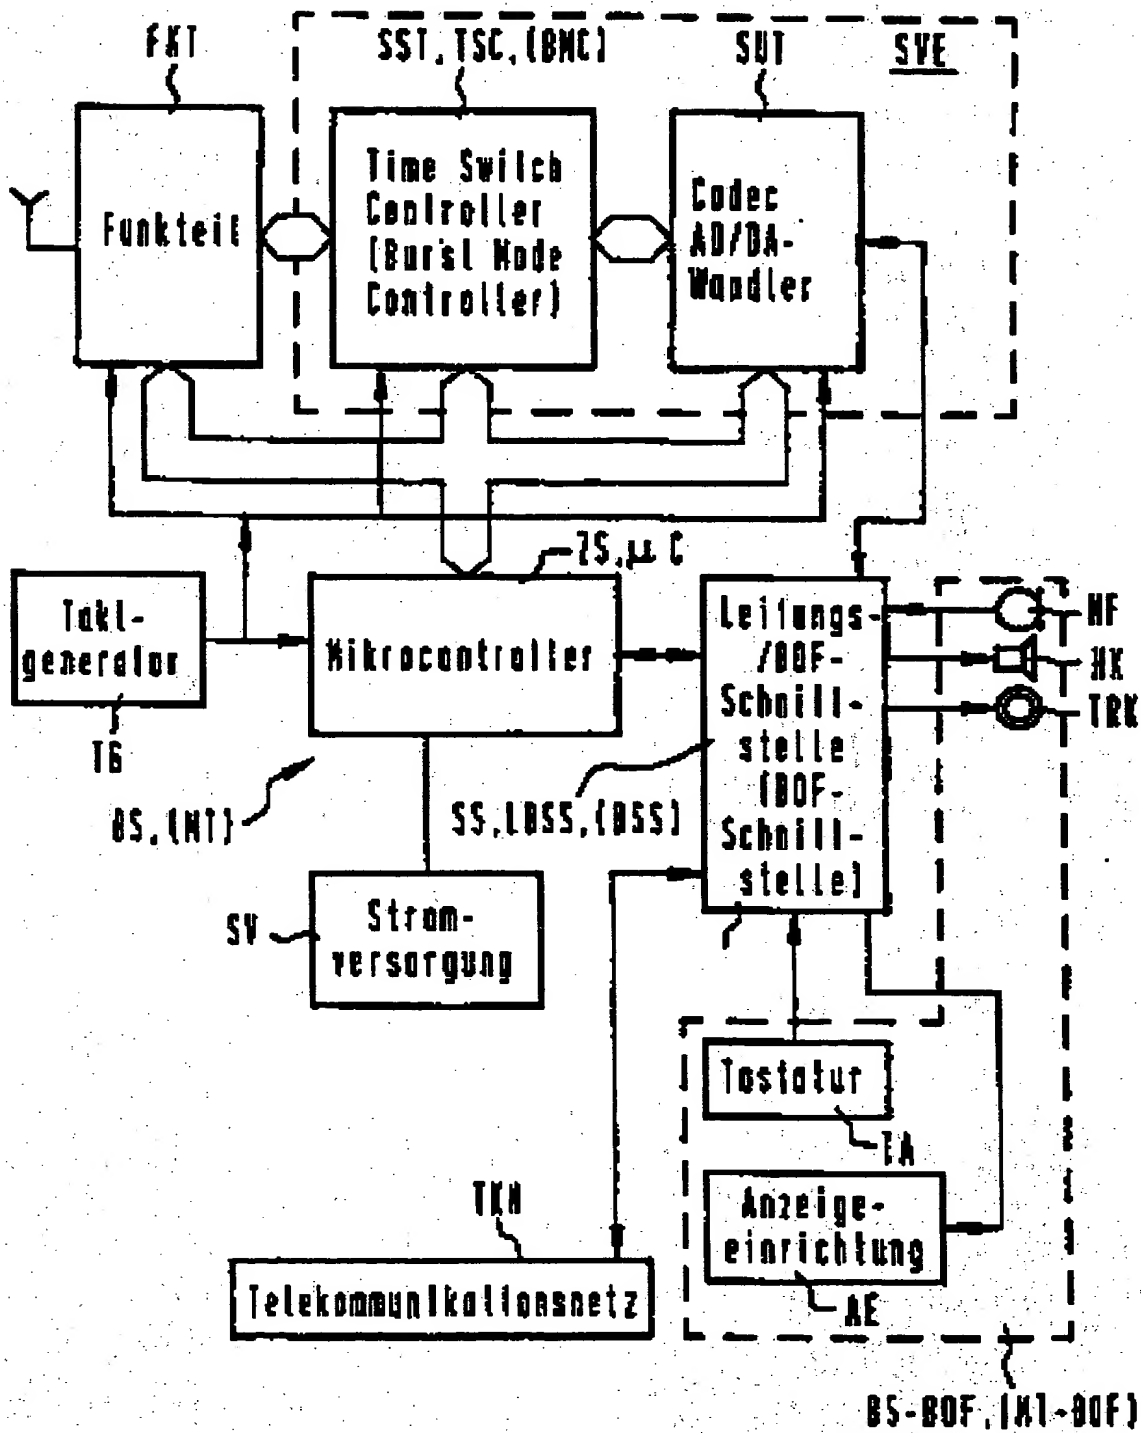 FKT
SST, TSC, (BMC)
SUT
SVE
Funkteil
Time Switch
Controller
(Burst Mode
Controller)
Codec
AD/DA-
Wandler
ZS, µC
Takt-
generator
TG
Mikrocontroller
BS, (MT)
SS, LBSS, (BSS)
Leitungs-
/BOF-
Schnitt-
stelle
(BOF-
Schnitt-
stelle)
MF
HK
TRK
SV
Strom-
versorgung
Tastatur
TA
Anzeige-
einrichtung
AE
TKN
Telekommunikationsnetz
BS-BOF, (MT-BOF)